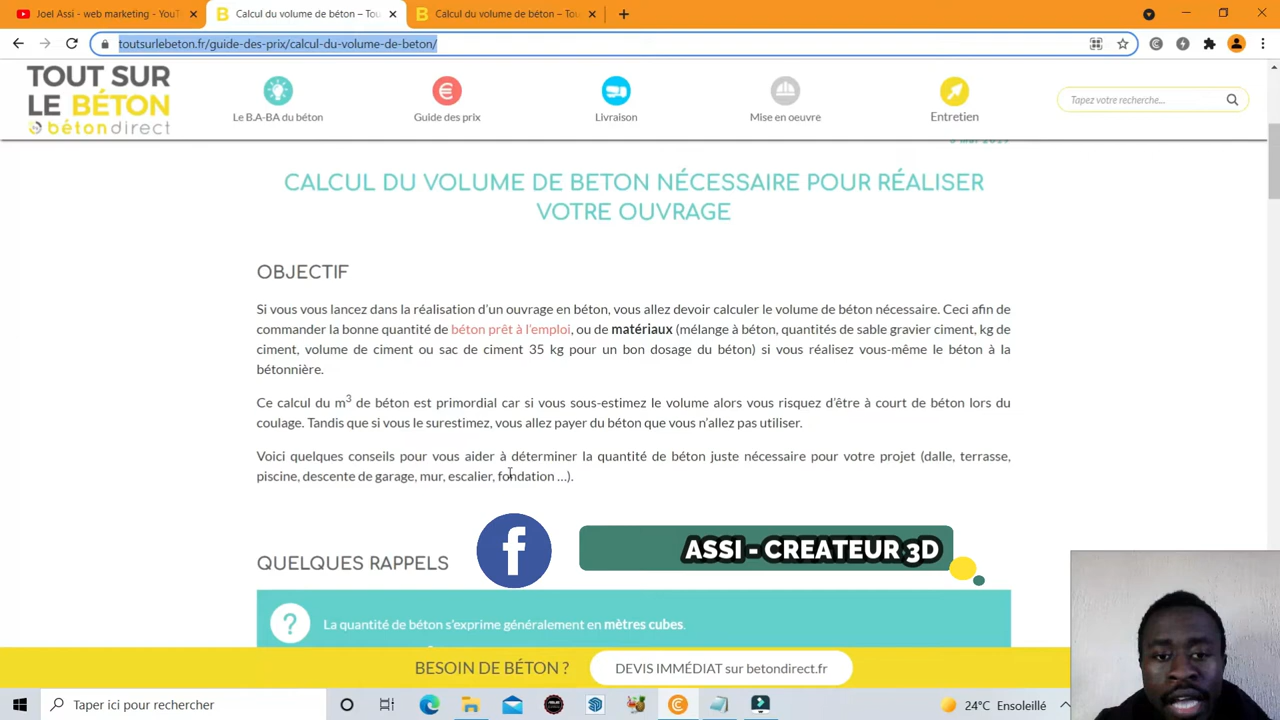 Joel Assi - web marketing - YouT
Calcul du volume de béton – Tou
Calcul du volume de béton – Tou
toutsurlebeton.fr/guide-des-prix/calcul-du-volume-de-beton/
TOUT SUR
LE BÉTON
bétondirect
Le B.A-BA du béton
Guide des prix
Livraison
Mise en oeuvre
Entretien
Tapez votre recherche...
CALCUL DU VOLUME DE BETON NÉCESSAIRE POUR RÉALISER
VOTRE OUVRAGE
OBJECTIF
Si vous vous lancez dans la réalisation d'un ouvrage en béton, vous allez devoir calculer le volume de béton nécessaire. Ceci afin de
commander la bonne quantité de béton prêt à l'emploi, ou de matériaux (mélange à béton, quantités de sable gravier ciment, kg de
ciment, volume de ciment ou sac de ciment 35 kg pour un bon dosage du béton) si vous réalisez vous-même le béton à la
bétonnière.
Ce calcul du m³ de béton est primordial car si vous sous-estimez le volume alors vous risquez d'être à court de béton lors du
coulage. Tandis que si vous le surestimez, vous allez payer du béton que vous n'allez pas utiliser.
Voici quelques conseils pour vous aider à déterminer la quantité de béton juste nécessaire pour votre projet (dalle, terrasse,
piscine, descente de garage, mur, escalier, fondation …).
ASSI - CREATEUR 3D
QUELQUES RAPPELS
? La quantité de béton s'exprime généralement en mètres cubes.
BESOIN DE BÉTON ?
DEVIS IMMÉDIAT sur betondirect.fr
Taper ici pour rechercher
24°C Ensoleillé